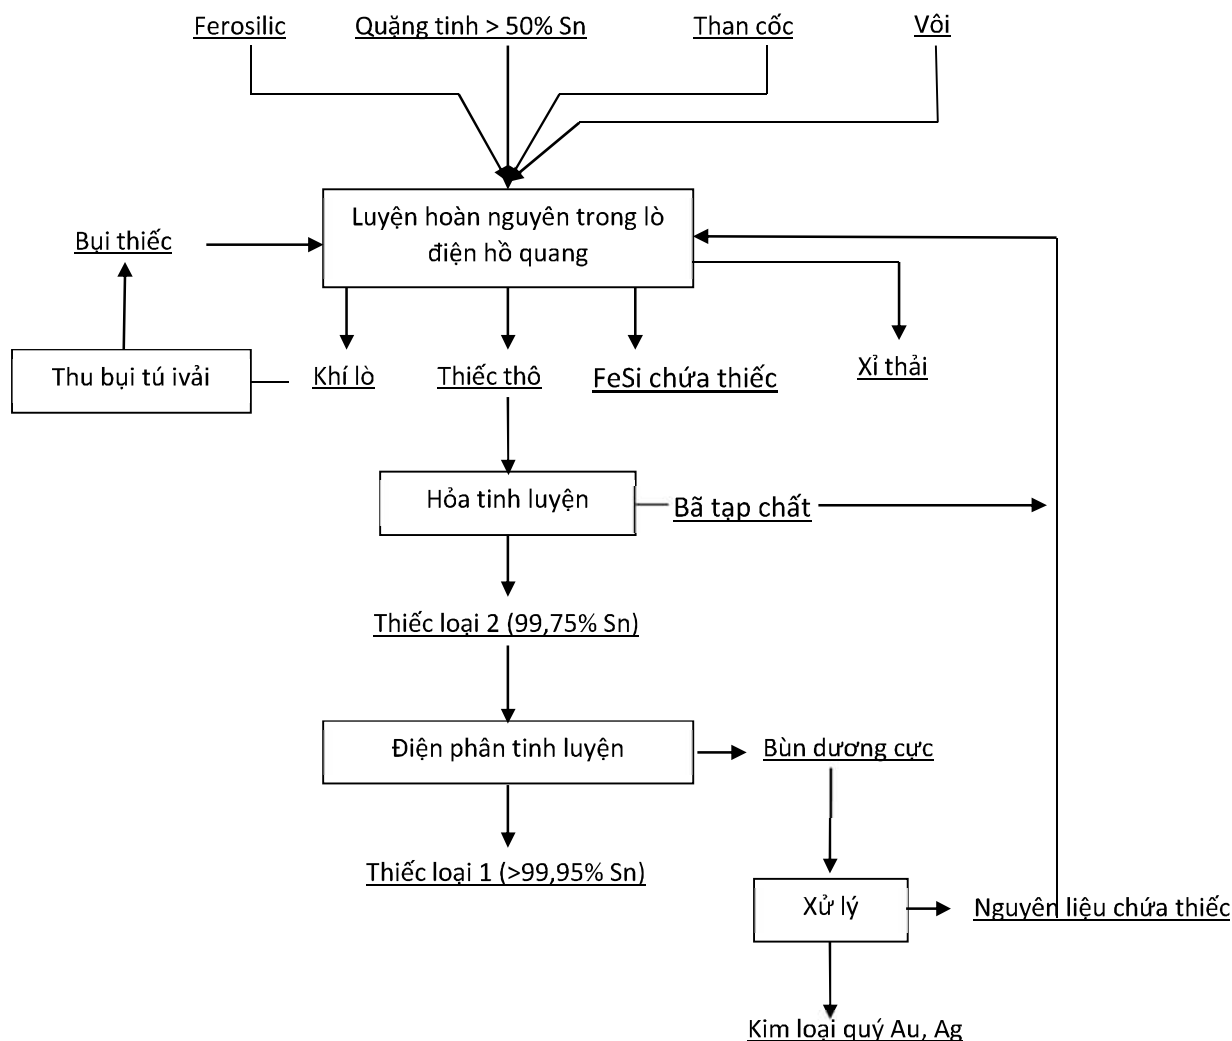 Ferosilic
Quặng tinh > 50% Sn
Than cốc
Vôi
Luyện hoàn nguyên trong lò
điện hồ quang
Bụi thiếc
Thu bụi tú ivải
Khí lò
Thiếc thô
FeSi chứa thiếc
Xỉ thải
Hỏa tinh luyện
Bã tạp chất
Thiếc loại 2 (99,75% Sn)
Điện phân tinh luyện
Bùn dương cực
Thiếc loại 1 (>99,95% Sn)
Xử lý
Nguyên liệu chứa thiếc
Kim loại quý Au, Ag